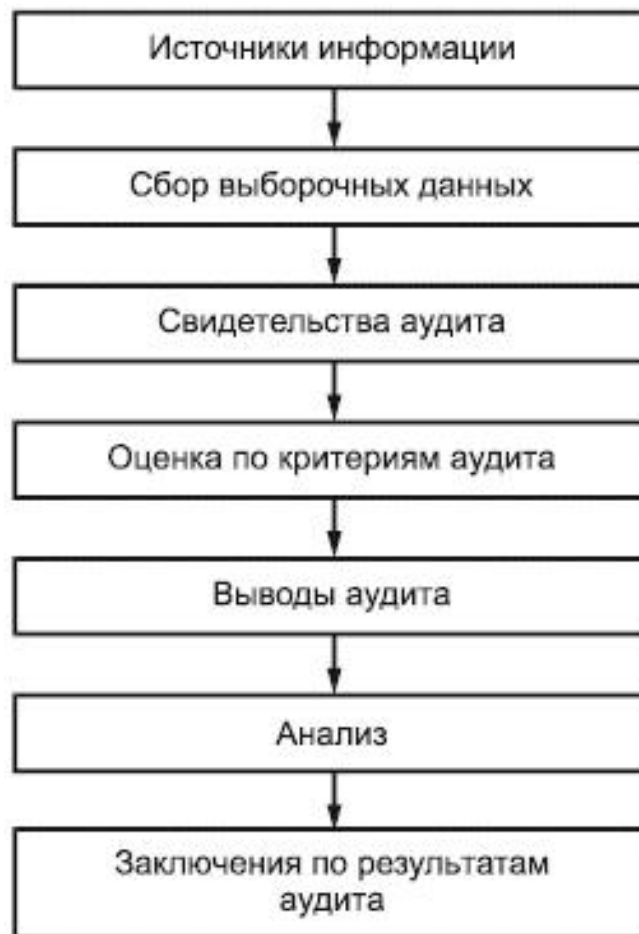 Источники информации
Сбор выборочных данных
Свидетельства аудита
Оценка по критериям аудита
Выводы аудита
Анализ
Заключения по результатам
аудита